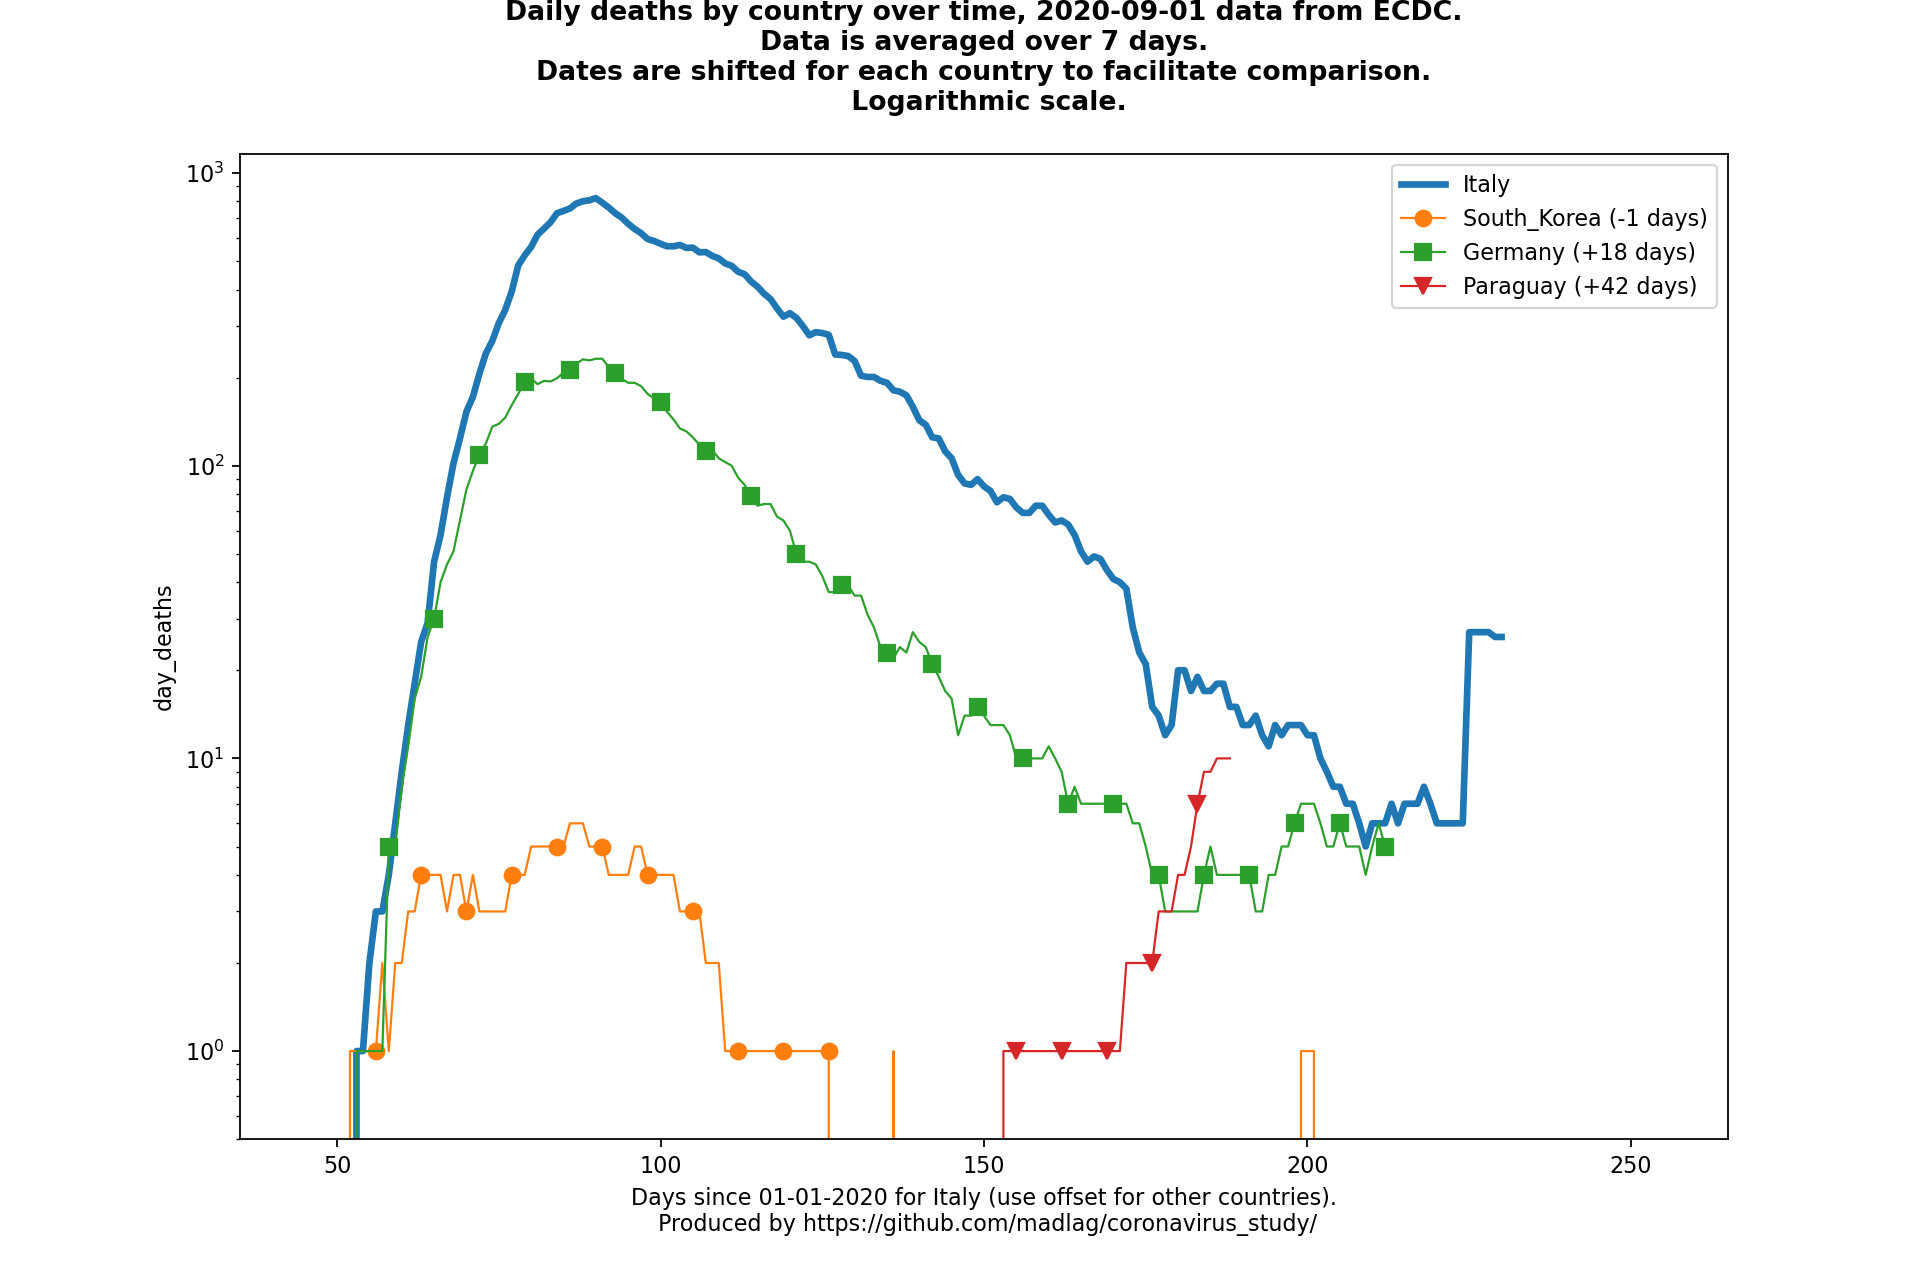 Daily deaths by country over time, 2020-09-01 data from ECDC.
Data is averaged over 7 days.
Dates are shifted for each country to facilitate comparison.
Logarithmic scale.
10³
10²
10¹
10⁰
day_deaths
Italy
South_Korea (-1 days)
Germany (+18 days)
Paraguay (+42 days)
50 100 150 200 250
Days since 01-01-2020 for Italy (use offset for other countries).
Produced by https://github.com/madlag/coronavirus_study/